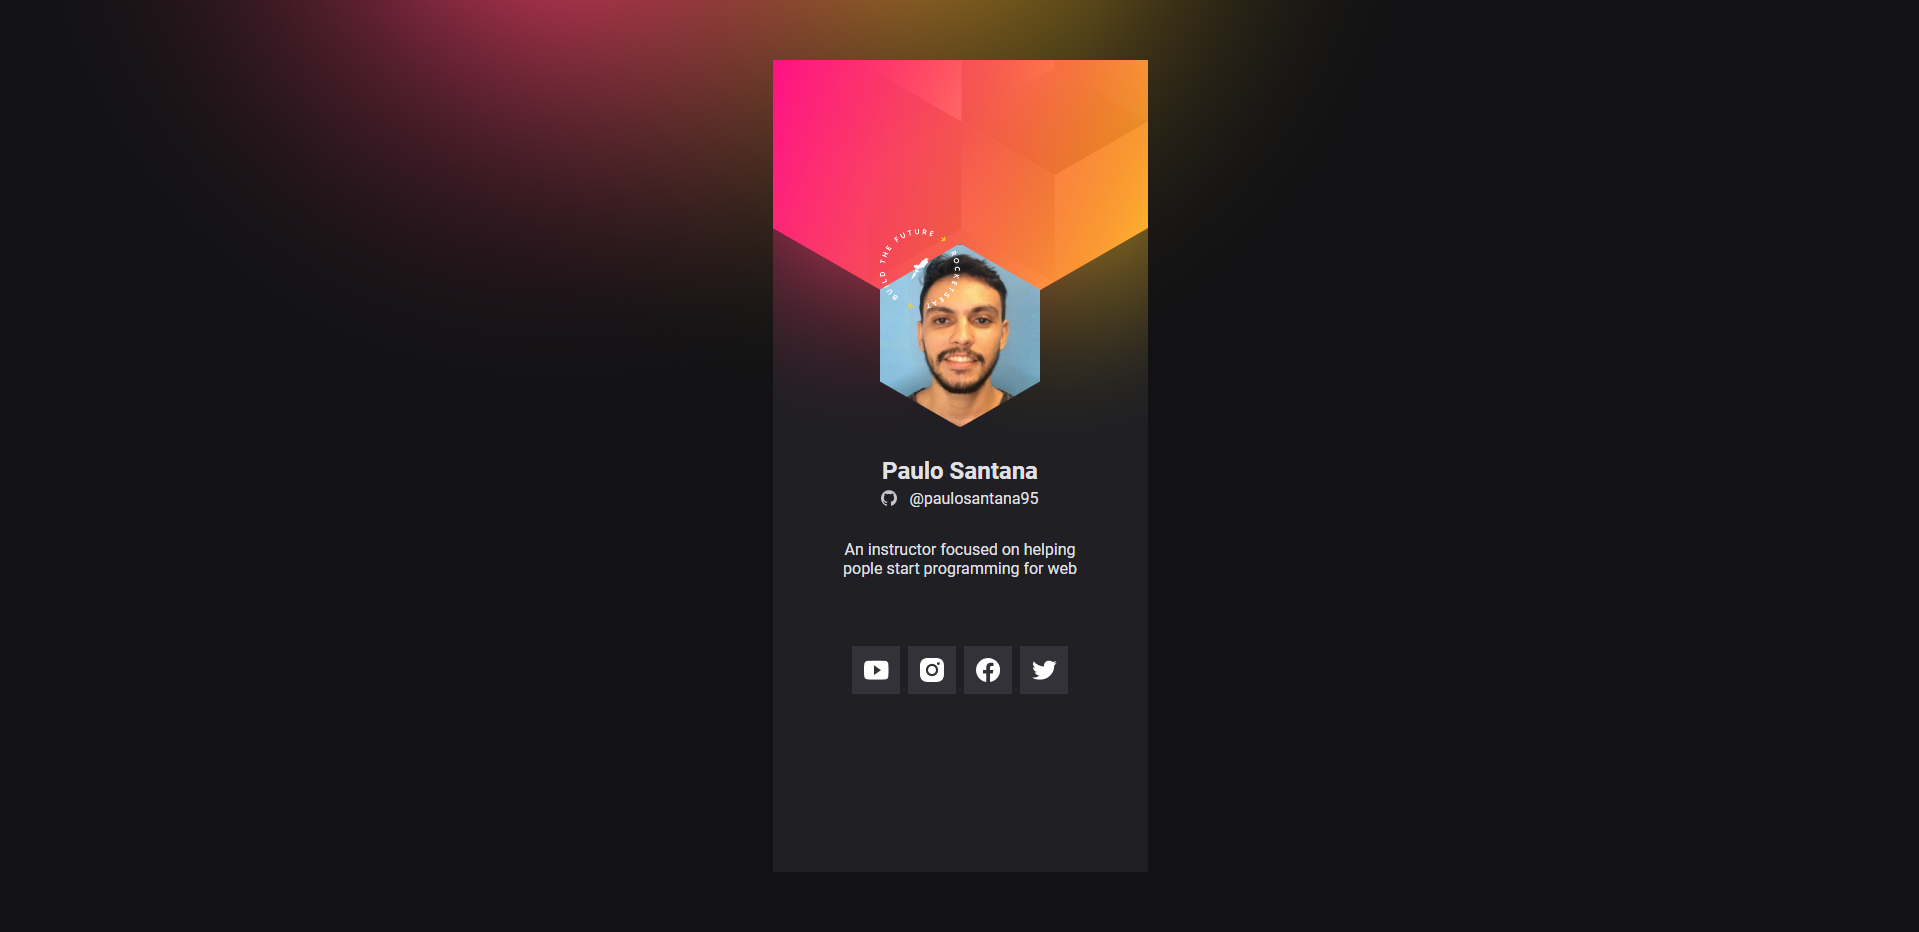 BUILD THE FUTURE
ROCKETSEAT
Paulo Santana
@paulosantana95
An instructor focused on helping
pople start programming for web